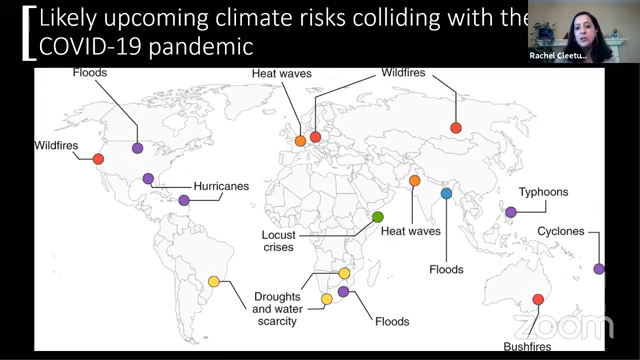 Likely upcoming climate risks colliding with the
COVID-19 pandemic
Rachel Cleetu...
Floods
Heat waves
Wildfires
Wildfires
Hurricanes
Typhoons
Locust
crises
Heat waves
Cyclones
Floods
Droughts
and water
scarcity
Floods
zoom
Bushfires